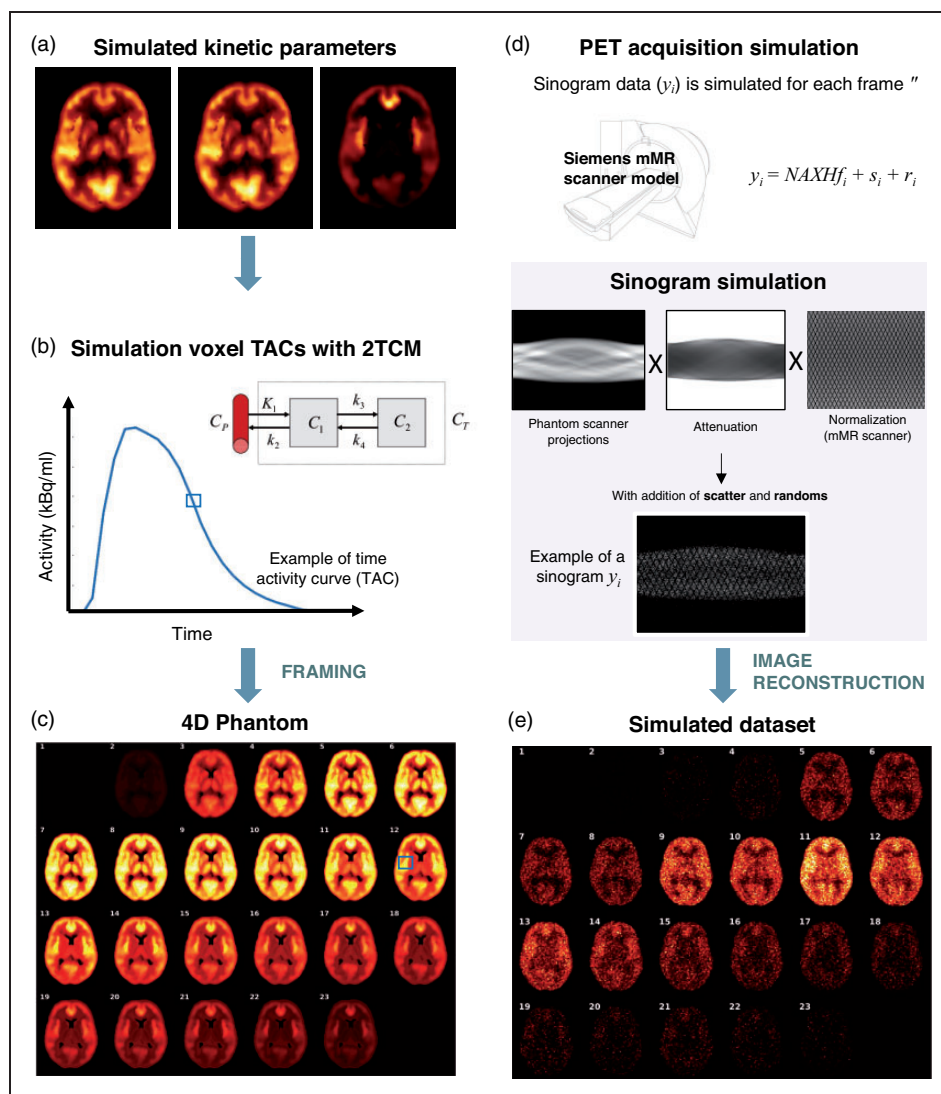 (a) Simulated kinetic parameters
(b) Simulation voxel TACs with 2TCM
Activity (kBq/ml)
C_P
K_1
k_2
C_1
k_3
k_4
C_2
C_T
Example of time
activity curve (TAC)
Time
FRAMING
(c) 4D Phantom
1 2 3 4 5 6
7 8 9 10 11 12
13 14 15 16 17 18
19 20 21 22 23
(d) PET acquisition simulation
Sinogram data (y_i) is simulated for each frame "
Siemens mMR
scanner model
y_i = NAXHf_i + s_i + r_i
Sinogram simulation
X X
Phantom scanner
projections
Attenuation
Normalization
(mMR scanner)
With addition of scatter and randoms
Example of a
sinogram y_i
IMAGE
RECONSTRUCTION
(e) Simulated dataset
1 2 3 4 5 6
7 8 9 10 11 12
13 14 15 16 17 18
19 20 21 22 23